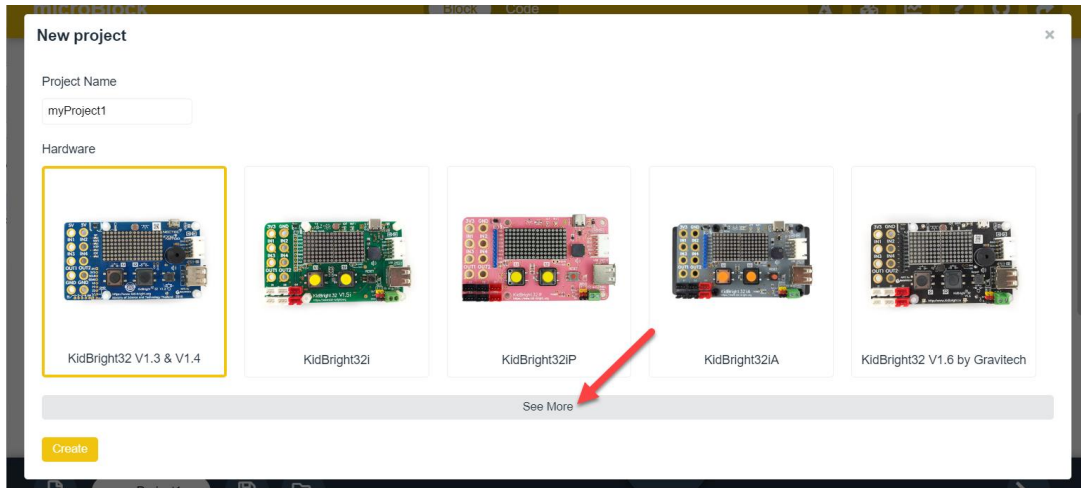 microBlock
Block Code
New project
×
Project Name
myProject1
Hardware
KidBright32 V1.3 & V1.4
KidBright32i
KidBright32iP
KidBright32iA
KidBright32 V1.6 by Gravitech
See More
Create